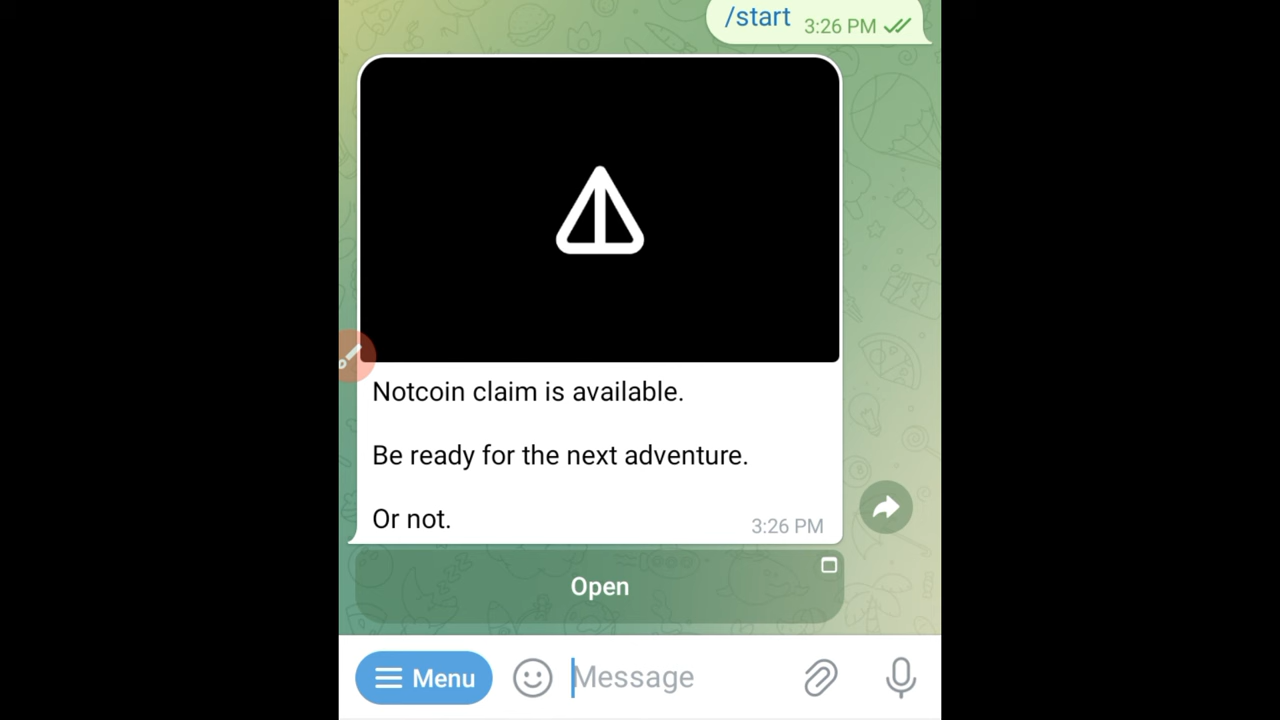 /start 3:26 PM
Notcoin claim is available.
Be ready for the next adventure.
Or not.
3:26 PM
Open
Menu
Message